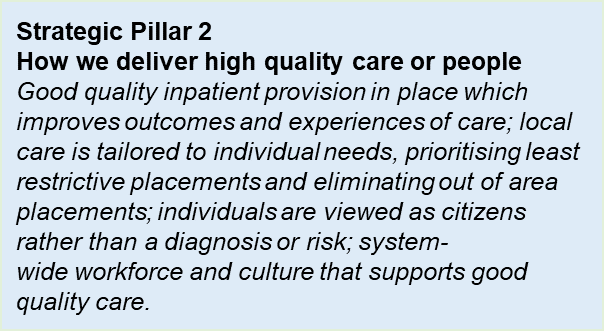 Strategic Pillar 2
How we deliver high quality care or people
Good quality inpatient provision in place which
improves outcomes and experiences of care; local
care is tailored to individual needs, prioritising least
restrictive placements and eliminating out of area
placements; individuals are viewed as citizens
rather than a diagnosis or risk; system-
wide workforce and culture that supports good
quality care.